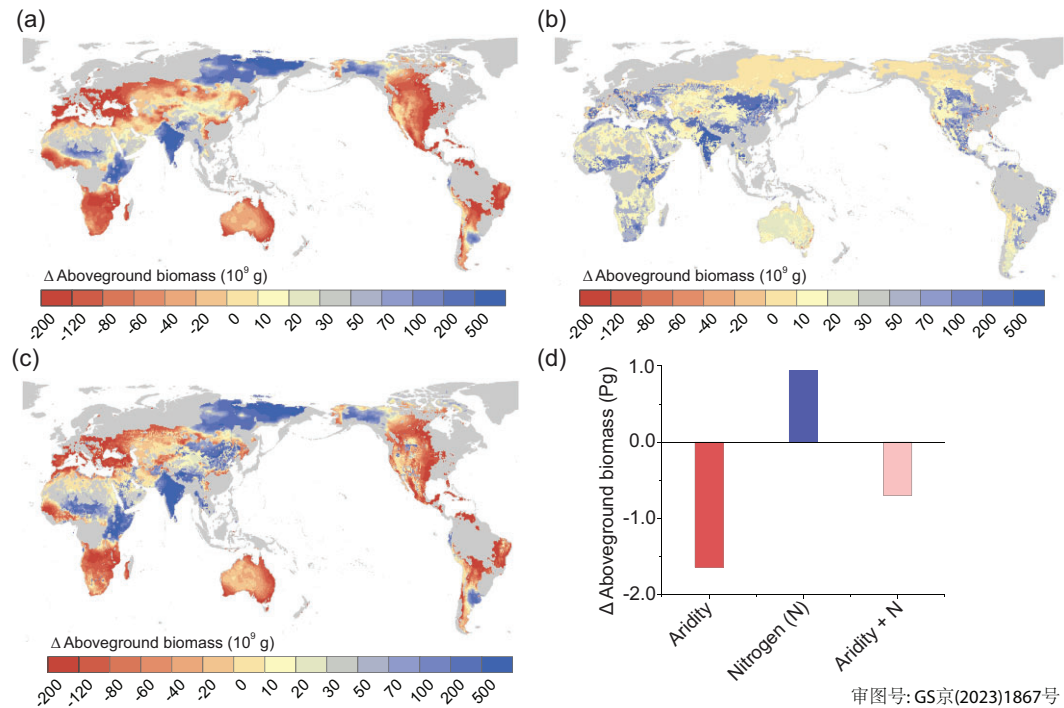 (a)
Δ Aboveground biomass (10⁹ g)
-200 -120 -80 -60 -40 -20 0 10 20 30 50 70 100 200 500
(b)
Δ Aboveground biomass (10⁹ g)
-200 -120 -80 -60 -40 -20 0 10 20 30 50 70 100 200 500
(c)
Δ Aboveground biomass (10⁹ g)
-200 -120 -80 -60 -40 -20 0 10 20 30 50 70 100 200 500
(d)
Δ Aboveground biomass (Pg)
1.0
0.0
-1.0
-2.0
Aridity
Nitrogen (N)
Aridity + N
审图号: GS京(2023)1867号